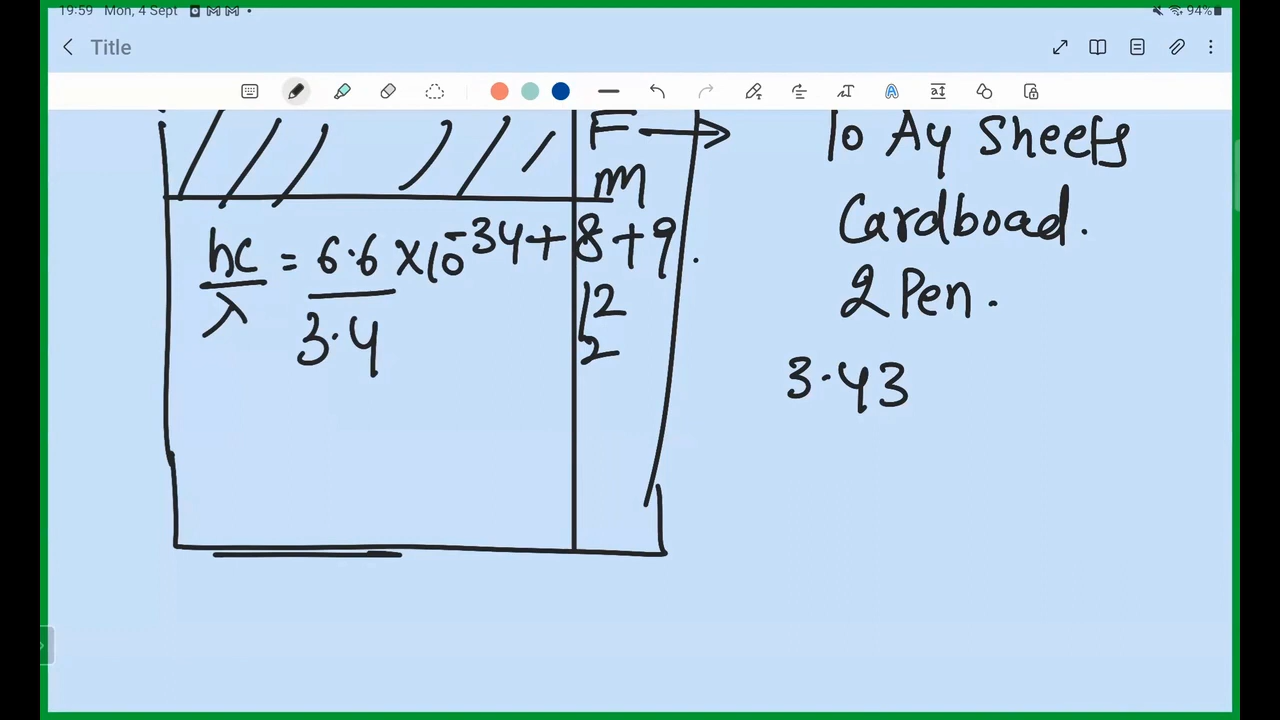 19:59 Mon, 4 Sept
94%
Title
F → 10 Ay Sheets
m
Cardboad.
hc/λ = 6.6/3.4 ×10^-34+8+9.
12
2 Pen.
2
3.43